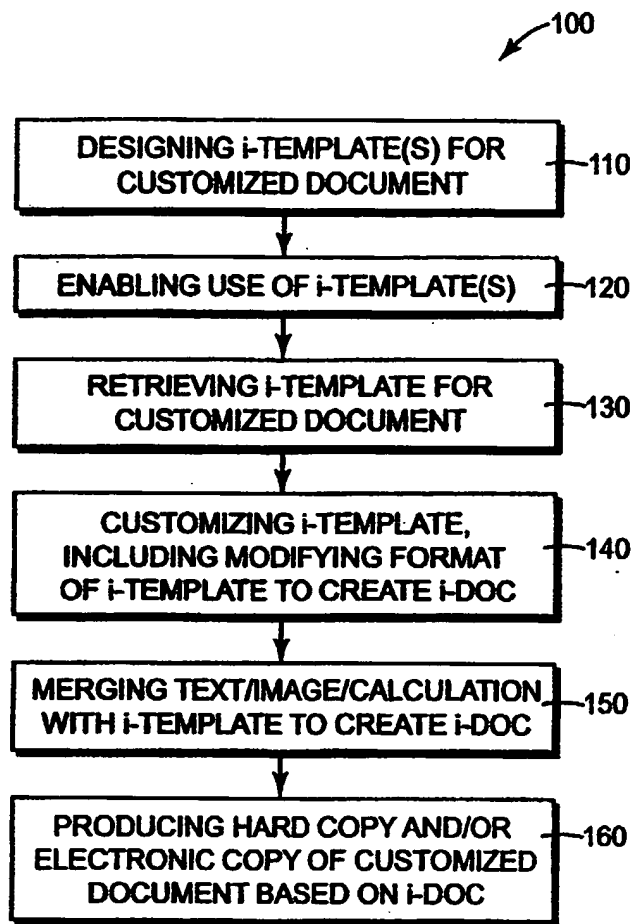 100
DESIGNING i-TEMPLATE(S) FOR
CUSTOMIZED DOCUMENT
110
ENABLING USE OF i-TEMPLATE(S)
120
RETRIEVING i-TEMPLATE FOR
CUSTOMIZED DOCUMENT
130
CUSTOMIZING i-TEMPLATE,
INCLUDING MODIFYING FORMAT
OF i-TEMPLATE TO CREATE i-DOC
140
MERGING TEXT/IMAGE/CALCULATION
WITH i-TEMPLATE TO CREATE i-DOC
150
PRODUCING HARD COPY AND/OR
ELECTRONIC COPY OF CUSTOMIZED
DOCUMENT BASED ON i-DOC
160